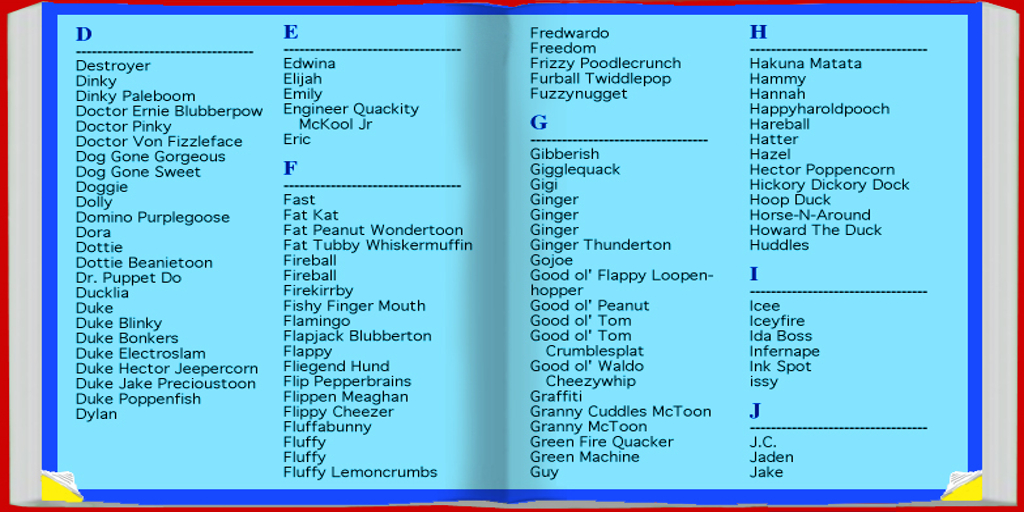 D
----------------------------------
Destroyer
Dinky
Dinky Paleboom
Doctor Ernie Blubberpow
Doctor Pinky
Doctor Von Fizzleface
Dog Gone Gorgeous
Dog Gone Sweet
Doggie
Dolly
Domino Purplegoose
Dora
Dottie
Dottie Beanietoon
Dr. Puppet Do
Ducklia
Duke
Duke Blinky
Duke Bonkers
Duke Electroslam
Duke Hector Jeepercorn
Duke Jake Precioustoon
Duke Poppenfish
Dylan
E
----------------------------------
Edwina
Elijah
Emily
Engineer Quackity
McKool Jr
Eric
F
----------------------------------
Fast
Fat Kat
Fat Peanut Wondertoon
Fat Tubby Whiskermuffin
Fireball
Fireball
Firekirrby
Fishy Finger Mouth
Flamingo
Flapjack Blubberton
Flappy
Fliegend Hund
Flip Pepperbrains
Flippen Meaghan
Flippy Cheezer
Fluffabunny
Fluffy
Fluffy
Fluffy Lemoncrumbs
Fredwardo
Freedom
Frizzy Poodlecrunch
Furball Twiddlepop
Fuzzynugget
G
----------------------------------
Gibberish
Gigglequack
Gigi
Ginger
Ginger
Ginger
Ginger Thunderton
Gojoe
Good ol' Flappy Loopen-
hopper
Good ol' Peanut
Good ol' Tom
Good ol' Tom
Crumblesplat
Good ol' Waldo
Cheezywhip
Graffiti
Granny Cuddles McToon
Granny McToon
Green Fire Quacker
Green Machine
Guy
H
----------------------------------
Hakuna Matata
Hammy
Hannah
Happyharoldpooch
Hareball
Hatter
Hazel
Hector Poppencorn
Hickory Dickory Dock
Hoop Duck
Horse-N-Around
Howard The Duck
Huddles
I
----------------------------------
Icee
Iceyfire
Ida Boss
Infernape
Ink Spot
issy
J
----------------------------------
J.C.
Jaden
Jake